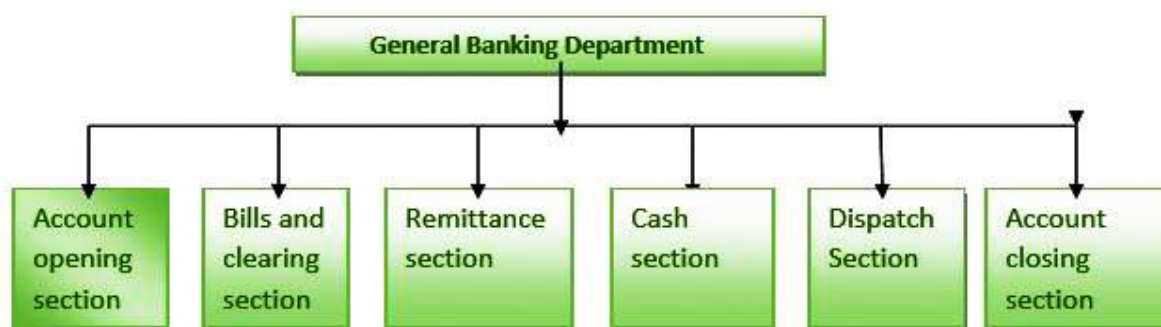 General Banking Department
Account
opening
section
Bills and
clearing
section
Remittance
section
Cash
section
Dispatch
Section
Account
closing
section